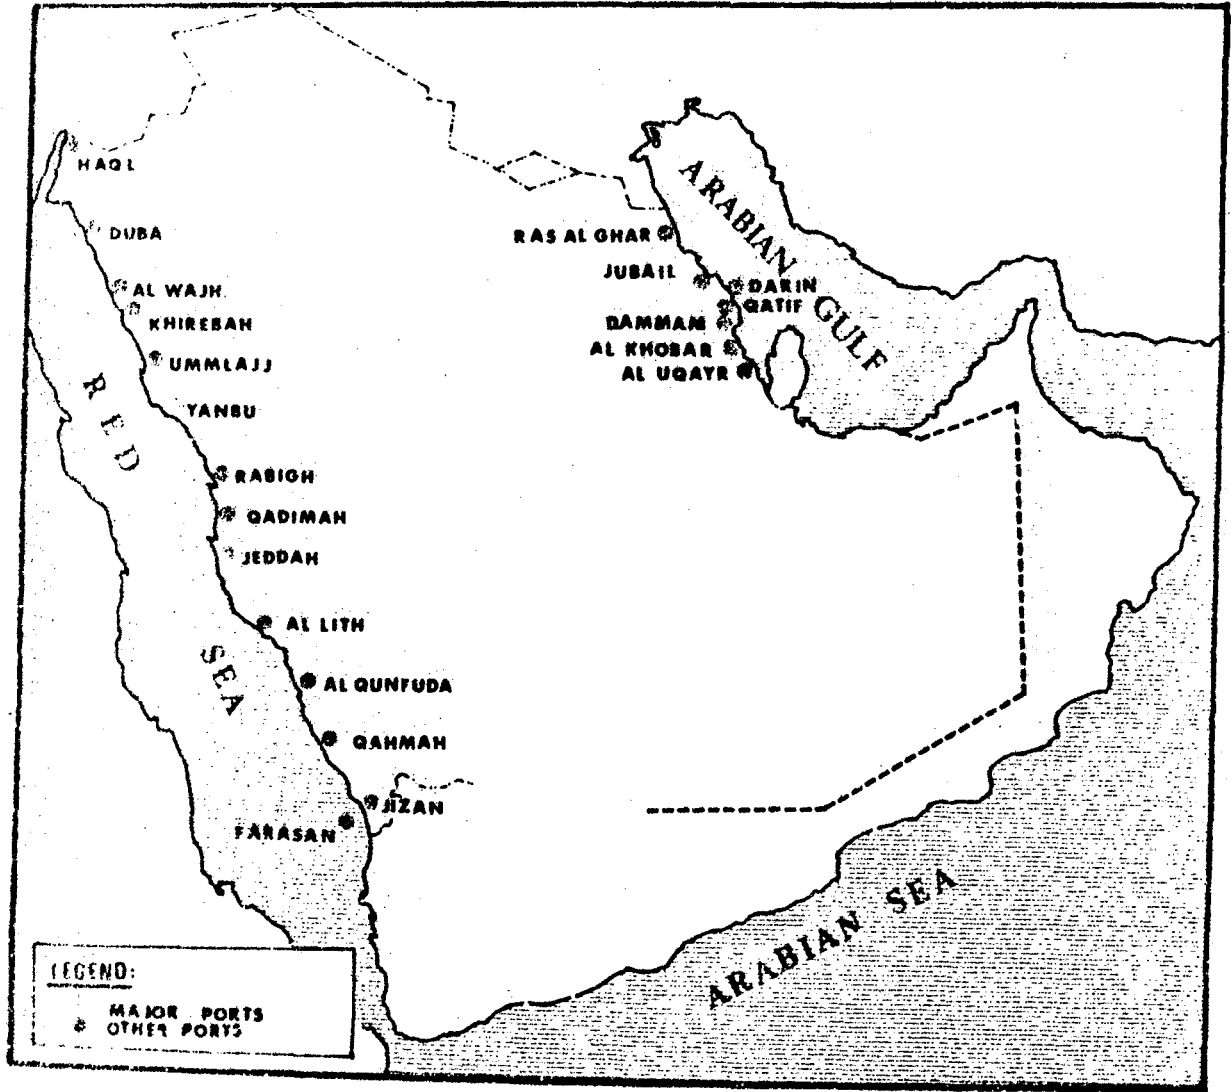 HAQL
DUBA
AL WAJH
KHIREBAH
UMMLAJJ
YANBU
RABIGH
QADIMAH
JEDDAH
AL LITH
AL QUNFUDA
QAHMAH
JIZAN
FARASAN
RED SEA
RAS AL GHAR
JUBAIL
DARIN
QATIF
DAMMAM
AL KHOBAR
AL UQAYR
ARABIAN GULF
ARABIAN SEA
LEGEND:
MAJOR PORTS
OTHER PORTS